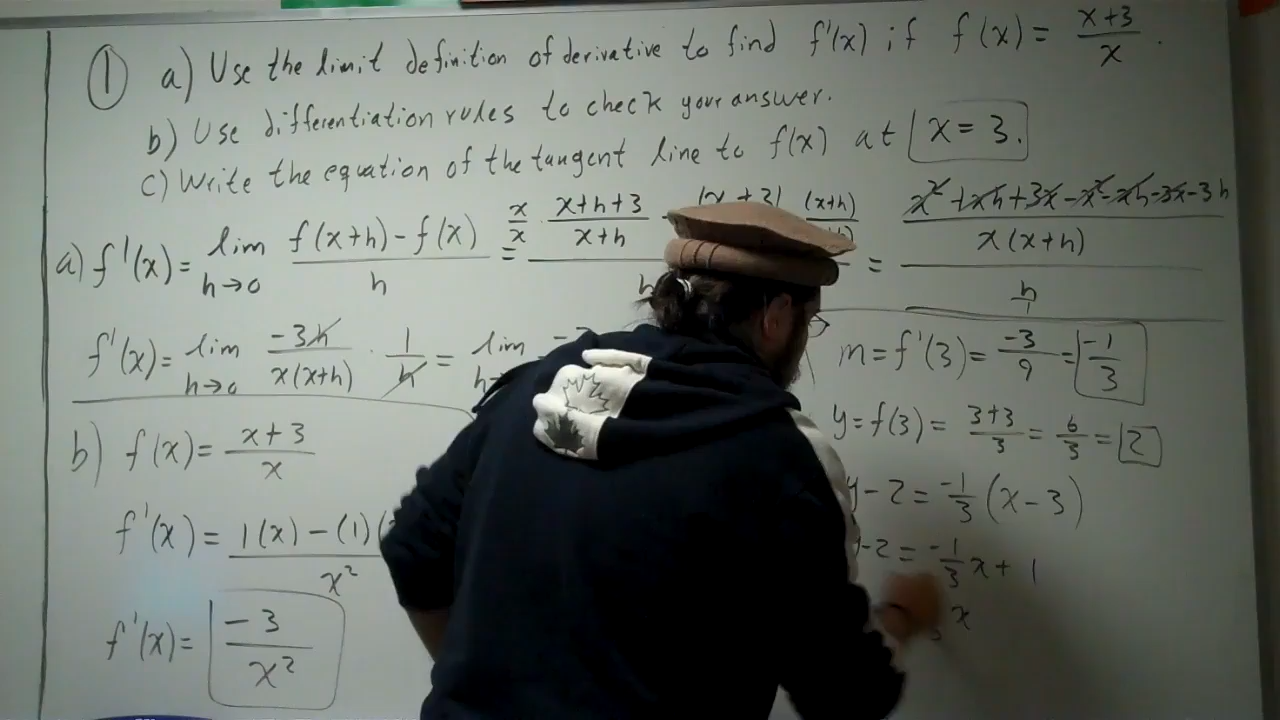 ① a) Use the limit definition of derivative to find f'(x) if f(x) = (x+3)/x .
b) Use differentiation rules to check your answer.
c) Write the equation of the tangent line to f(x) at x = 3.
a) f'(x) = lim h→0 (f(x+h) - f(x))/h = x/x · (x+h+3)/(x+h) - (x+3) (x+h) = (x² + xh + 3x - x² - xh - 3x - 3h)/(x(x+h)) / h/1
f'(x) = lim h→0 -3h/(x(x+h)) · 1/h = lim
b) f(x) = (x+3)/x
f'(x) = 1(x) - (1)( / x²
f'(x) = -3/x²
m = f'(3) = -3/9 = -1/3
y = f(3) = (3+3)/3 = 6/3 = 2
y - 2 = -1/3 (x - 3)
-2 = -1/3 x + 1
x